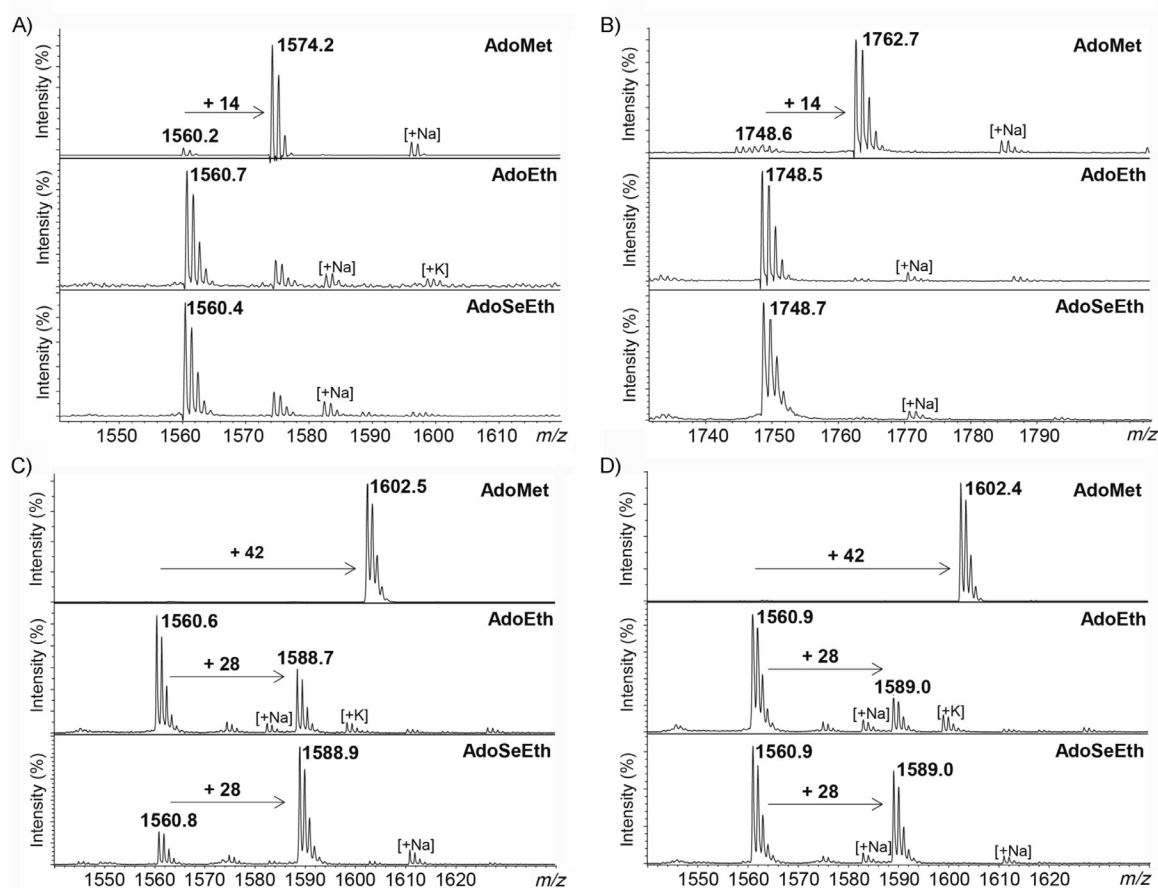 A)
AdoMet
1574.2
+ 14
1560.2
[+Na]
Intensity (%)
AdoEth
1560.7
[+Na]
[+K]
Intensity (%)
AdoSeEth
1560.4
[+Na]
Intensity (%)
1550 1560 1570 1580 1590 1600 1610 m/z
B)
AdoMet
1762.7
+ 14
1748.6
[+Na]
Intensity (%)
AdoEth
1748.5
[+Na]
Intensity (%)
AdoSeEth
1748.7
[+Na]
Intensity (%)
1740 1750 1760 1770 1780 1790 m/z
C)
AdoMet
1602.5
+ 42
Intensity (%)
AdoEth
1560.6
+ 28
1588.7
[+Na]
[+K]
Intensity (%)
AdoSeEth
1588.9
+ 28
1560.8
[+Na]
Intensity (%)
1550 1560 1570 1580 1590 1600 1610 1620 m/z
D)
AdoMet
1602.4
+ 42
Intensity (%)
AdoEth
1560.9
+ 28
1589.0
[+Na]
[+K]
Intensity (%)
AdoSeEth
1560.9
1589.0
+ 28
[+Na]
[+Na]
Intensity (%)
1550 1560 1570 1580 1590 1600 1610 1620 m/z